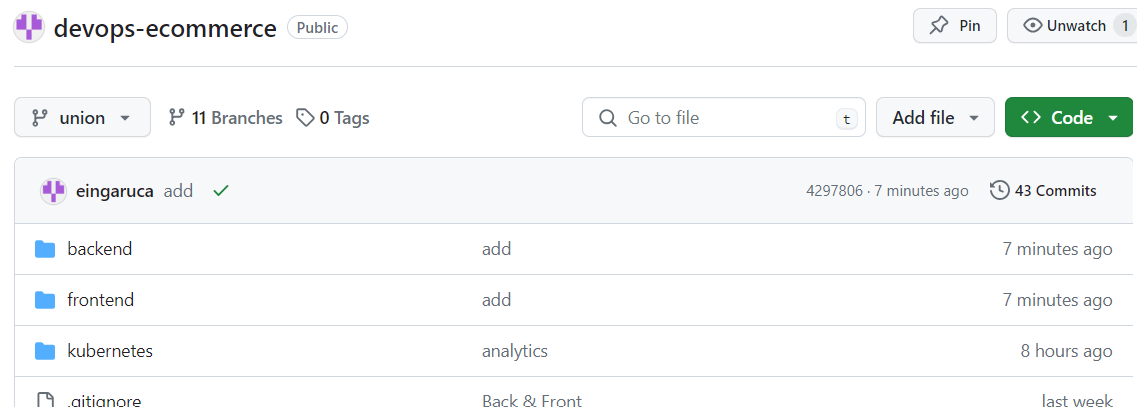 devops-ecommerce Public Pin Unwatch 1
union 11 Branches 0 Tags Go to file t Add file Code
eingaruca add 4297806 · 7 minutes ago 43 Commits
backend add 7 minutes ago
frontend add 7 minutes ago
kubernetes analytics 8 hours ago
.gitignore Back & Front last week